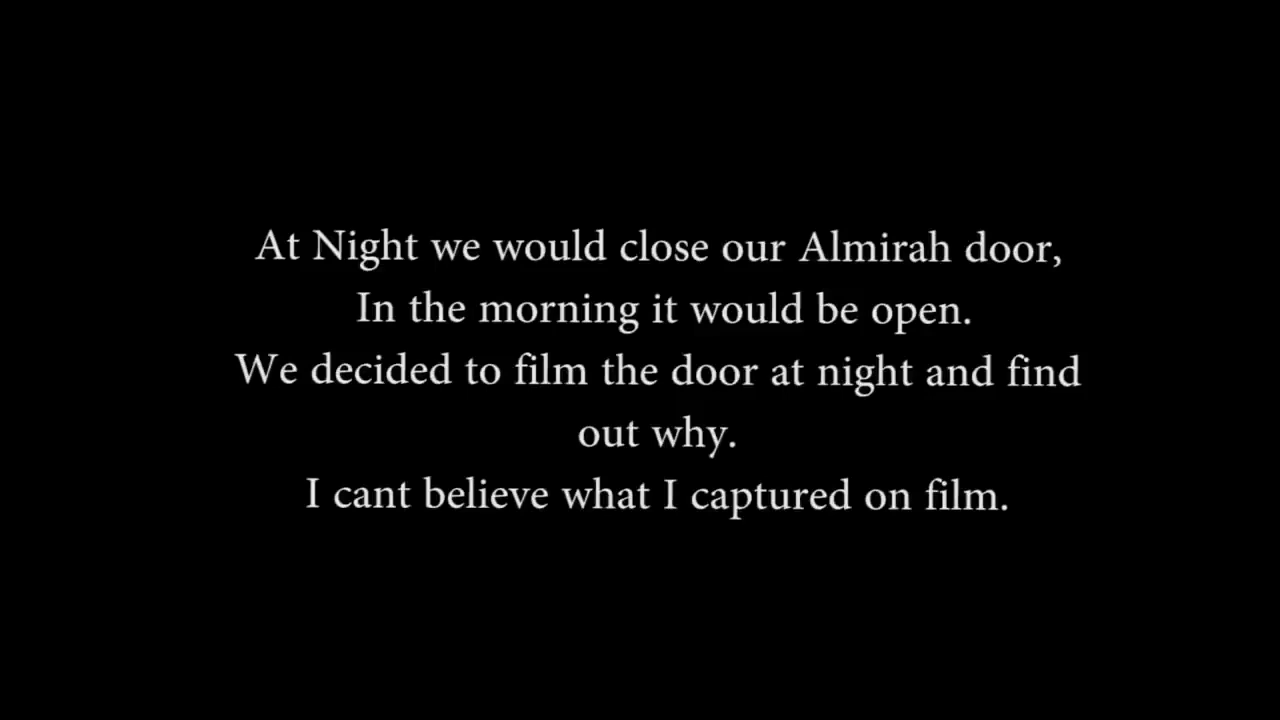 At Night we would close our Almirah door,
In the morning it would be open.
We decided to film the door at night and find
out why.
I cant believe what I captured on film.